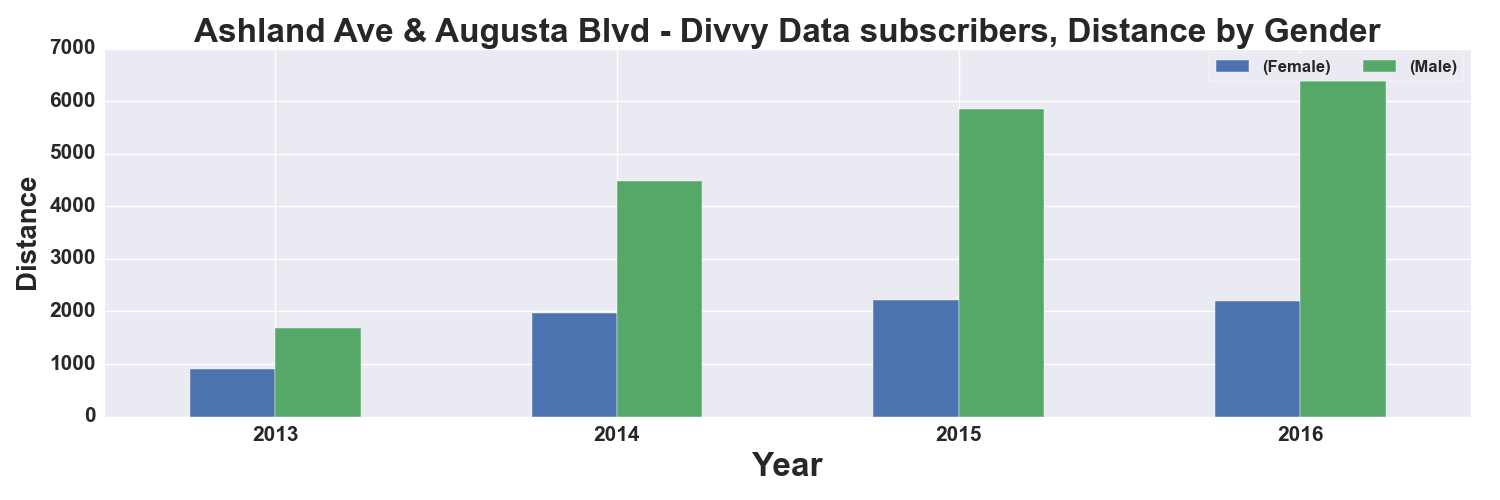 Ashland Ave & Augusta Blvd - Divvy Data subscribers, Distance by Gender
(Female) (Male)
Distance
7000
6000
5000
4000
3000
2000
1000
0
2013 2014 2015 2016
Year